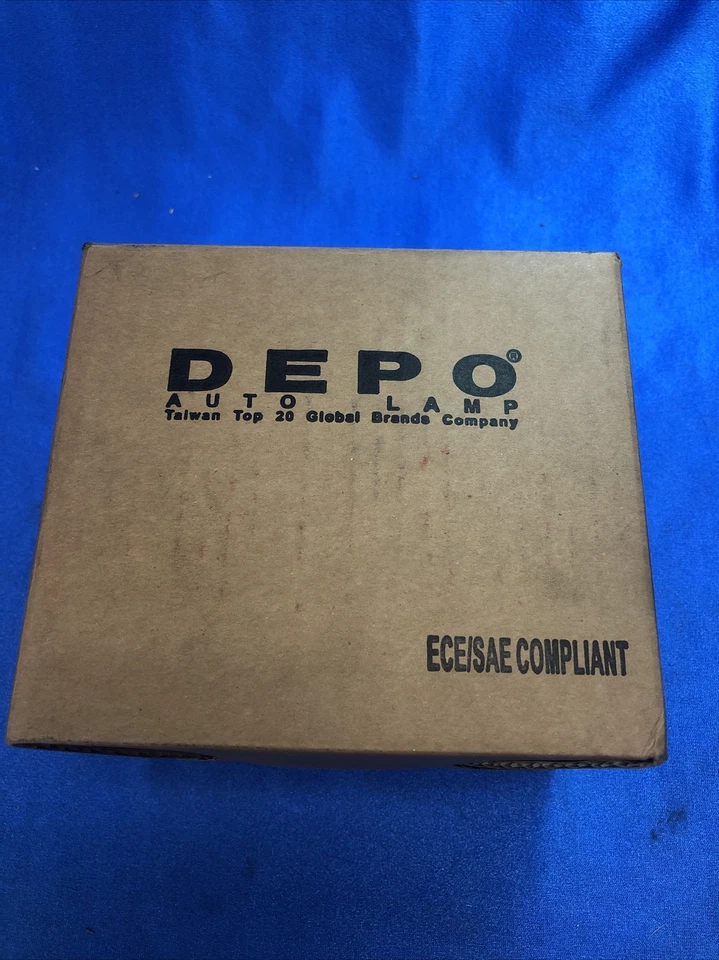 DEPO®
AUTO LAMP
Taiwan Top 20 Global Brands Company
ECE/SAE COMPLIANT